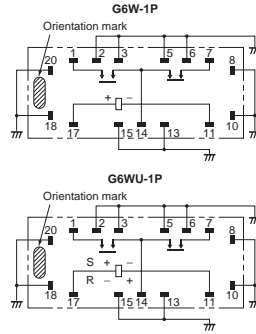 G6W-1P
Orientation mark
20 1 2 3 5 6 7 8
+ −
18 17 15 14 13 11 10
G6WU-1P
Orientation mark
20 1 2 3 5 6 7 8
S + −
R − +
18 17 15 14 13 11 10